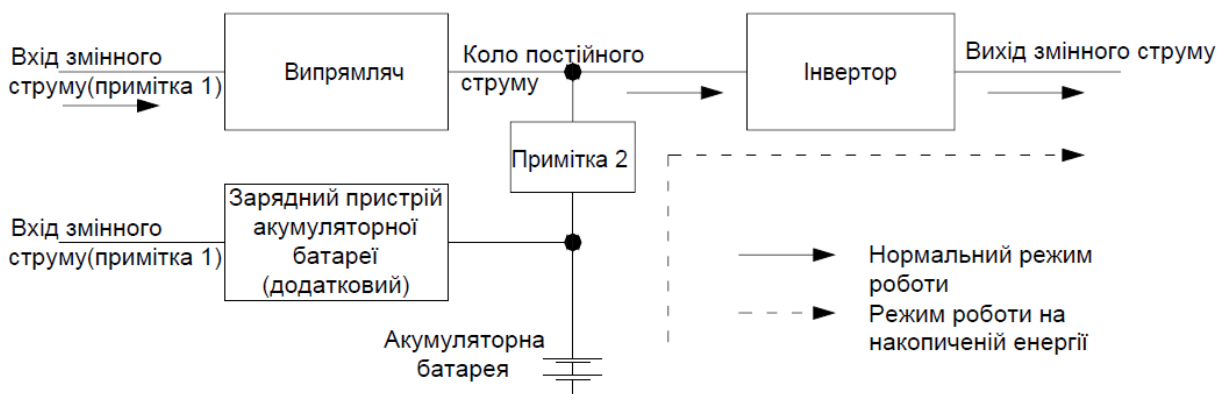 Вхід змінного
струму(примітка 1)
Випрямляч
Коло постійного
струму
Інвертор
Вихід змінного струму
Примітка 2
Вхід змінного
струму(примітка 1)
Зарядний пристрій
акумуляторної
батареї
(додатковий)
Акумуляторна
батарея
Нормальний режим
роботи
Режим роботи на
накопиченій енергії